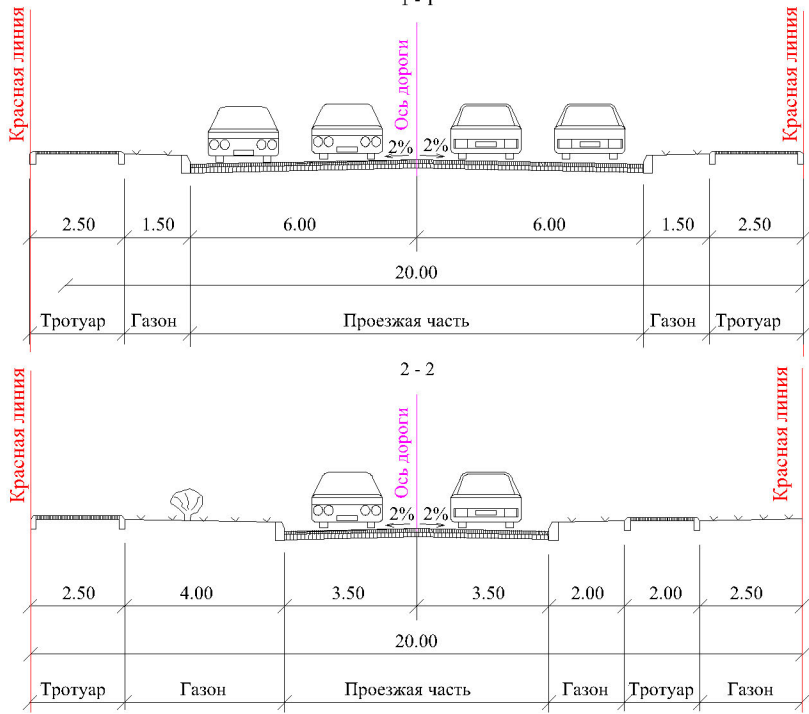 1 - 1
Красная линия
Ось дороги
Красная линия
2% 2%
2.50 1.50 6.00 6.00 1.50 2.50
20.00
Тротуар Газон Проезжая часть Газон Тротуар
2 - 2
Красная линия
Ось дороги
Красная линия
2% 2%
2.50 4.00 3.50 3.50 2.00 2.00 2.50
20.00
Тротуар Газон Проезжая часть Газон Тротуар Газон